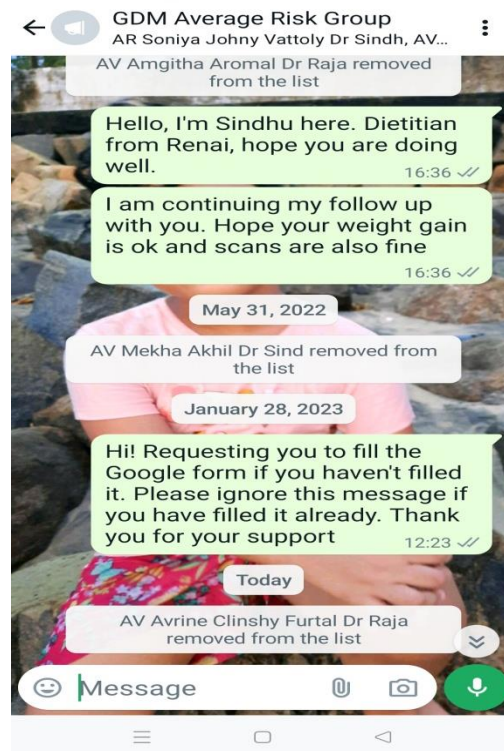 GDM Average Risk Group
AR Soniya Johny Vattoly Dr Sindh, AV...
AV Amgitha Aromal Dr Raja removed
from the list
Hello, I'm Sindhu here. Dietitian
from Renai, hope you are doing
well.
16:36
I am continuing my follow up
with you. Hope your weight gain
is ok and scans are also fine
16:36
May 31, 2022
AV Mekha Akhil Dr Sind removed from
the list
January 28, 2023
Hi! Requesting you to fill the
Google form if you haven't filled
it. Please ignore this message if
you have filled it already. Thank
you for your support
12:23
Today
AV Avrine Clinshy Furtal Dr Raja
removed from the list
Message